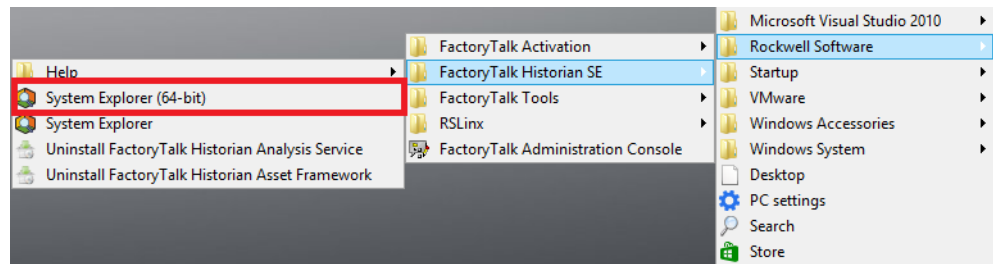 Help
System Explorer (64-bit)
System Explorer
Uninstall FactoryTalk Historian Analysis Service
Uninstall FactoryTalk Historian Asset Framework
FactoryTalk Activation
FactoryTalk Historian SE
FactoryTalk Tools
RSLinx
FactoryTalk Administration Console
Microsoft Visual Studio 2010
Rockwell Software
Startup
VMware
Windows Accessories
Windows System
Desktop
PC settings
Search
Store